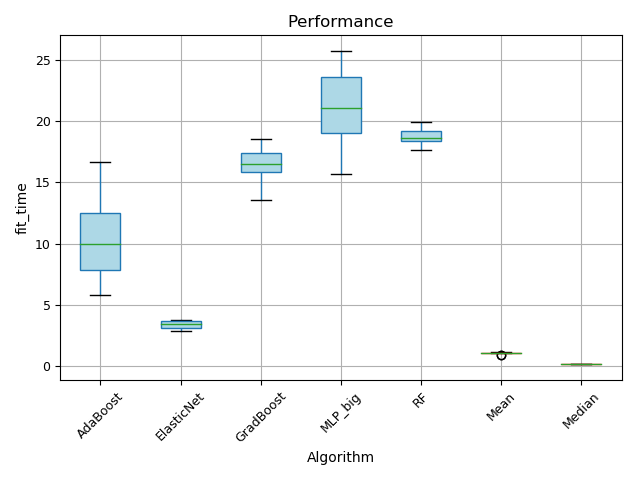 Performance
fit_time
25
20
15
10
5
0
AdaBoost
ElasticNet
GradBoost
MLP_big
RF
Mean
Median
Algorithm